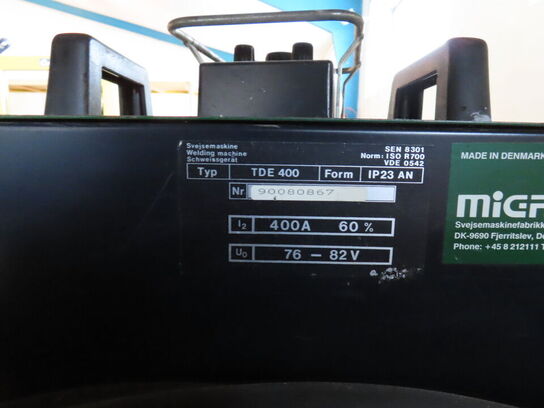 Svejsemaskine
Welding machine
Schweissgerät
SEN 8301
Norm: ISO R700
VDE 0542
Typ TDE 400 Form IP23 AN
Nr 90080867
I2 400A 60 %
U0 76 – 82 V
MADE IN DENMARK
Svejsemaskinefabrikk
DK-9690 Fjerritslev, De
Phone: +45 8 212111 T